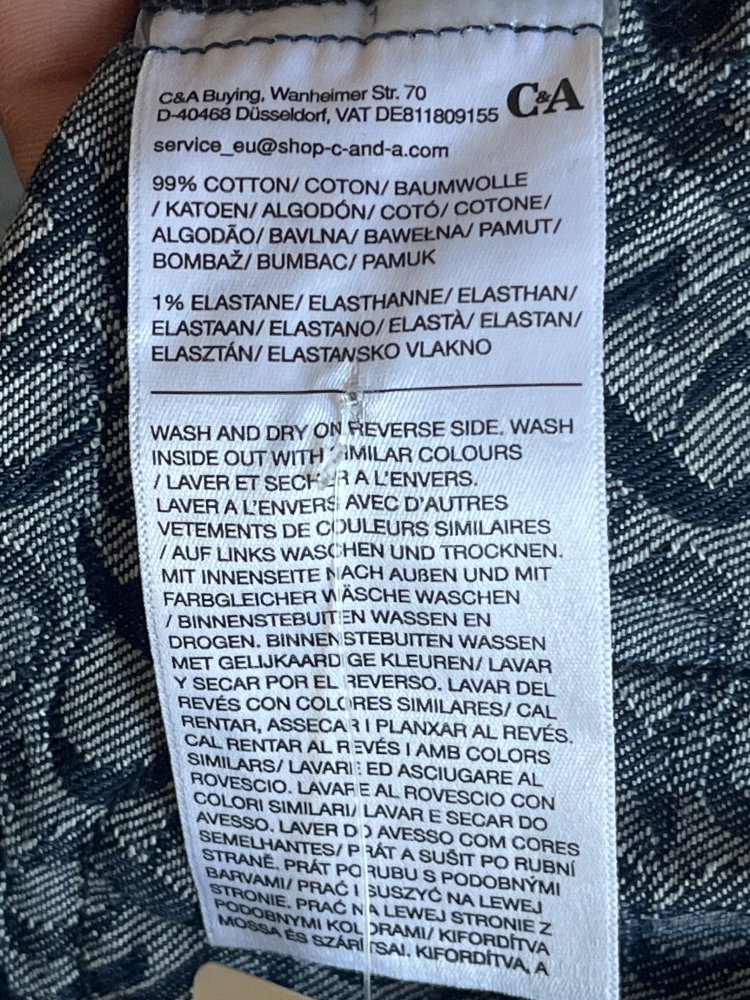 C&A Buying, Wanheimer Str. 70
D-40468 Düsseldorf, VAT DE811809155
C&A
service_eu@shop-c-and-a.com
99% COTTON/ COTON/ BAUMWOLLE
/ KATOEN/ ALGODÓN/ COTÓ/ COTONE/
ALGODÃO/ BAVLNA/ BAWEŁNA/ PAMUT/
BOMBAŽ/ BUMBAC/ PAMUK
1% ELASTANE/ ELASTHANNE/ ELASTHAN/
ELASTAAN/ ELASTANO/ ELASTÀ/ ELASTAN/
ELASZTÁN/ ELASTANSKO VLAKNO
WASH AND DRY ON REVERSE SIDE. WASH
INSIDE OUT WITH SIMILAR COLOURS
/ LAVER ET SECHER A L'ENVERS.
LAVER A L'ENVERS AVEC D'AUTRES
VETEMENTS DE COULEURS SIMILAIRES
/ AUF LINKS WASCHEN UND TROCKNEN.
MIT INNENSEITE NACH AUßEN UND MIT
FARBGLEICHER WÄSCHE WASCHEN
/ BINNENSTEBUITEN WASSEN EN
DROGEN. BINNENSTEBUITEN WASSEN
MET GELIJKAARDIGE KLEUREN/ LAVAR
Y SECAR POR EL REVERSO. LAVAR DEL
REVÉS CON COLORES SIMILARES/ CAL
RENTAR, ASSECAR I PLANXAR AL REVÉS.
CAL RENTAR AL REVÉS I AMB COLORS
SIMILARS/ LAVARE ED ASCIUGARE AL
ROVESCIO. LAVARE AL ROVESCIO CON
COLORI SIMILARI/ LAVAR E SECAR DO
AVESSO. LAVER DO AVESSO COM CORES
SEMELHANTES/ PRÁT A SUŠIT PO RUBNÍ
STRANĚ. PRÁT PO RUBU S PODOBNÝMI
BARVAMI/ PRAĆ I SUSZYĆ NA LEWEJ
STRONIE. PRAĆ NA LEWEJ STRONIE Z
PODOBNYMI KOLORAMI/ KIFORDÍTVA
MOSSA ÉS SZÁRÍTSA!. KIFORDÍTVA, A